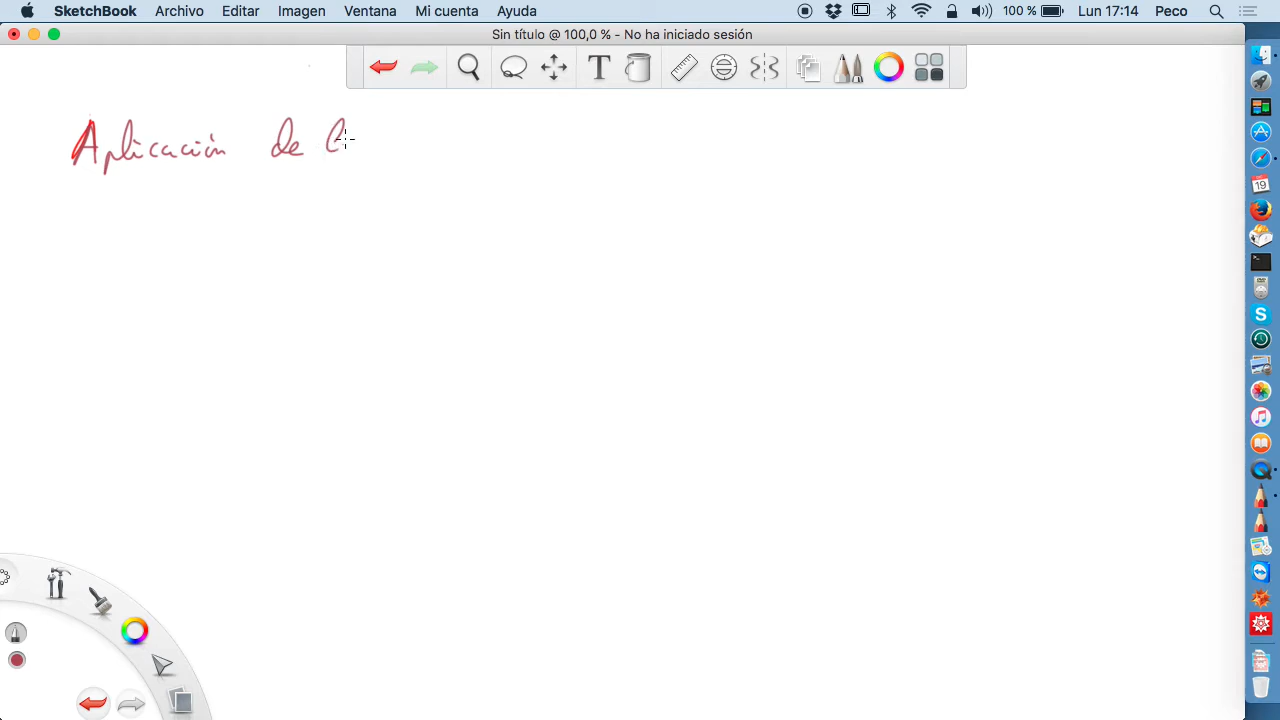 SketchBook Archivo Editar Imagen Ventana Mi cuenta Ayuda 100 % Lun 17:14 Peco
Sin título @ 100,0 % - No ha iniciado sesión
T
Aplicación de
19
S